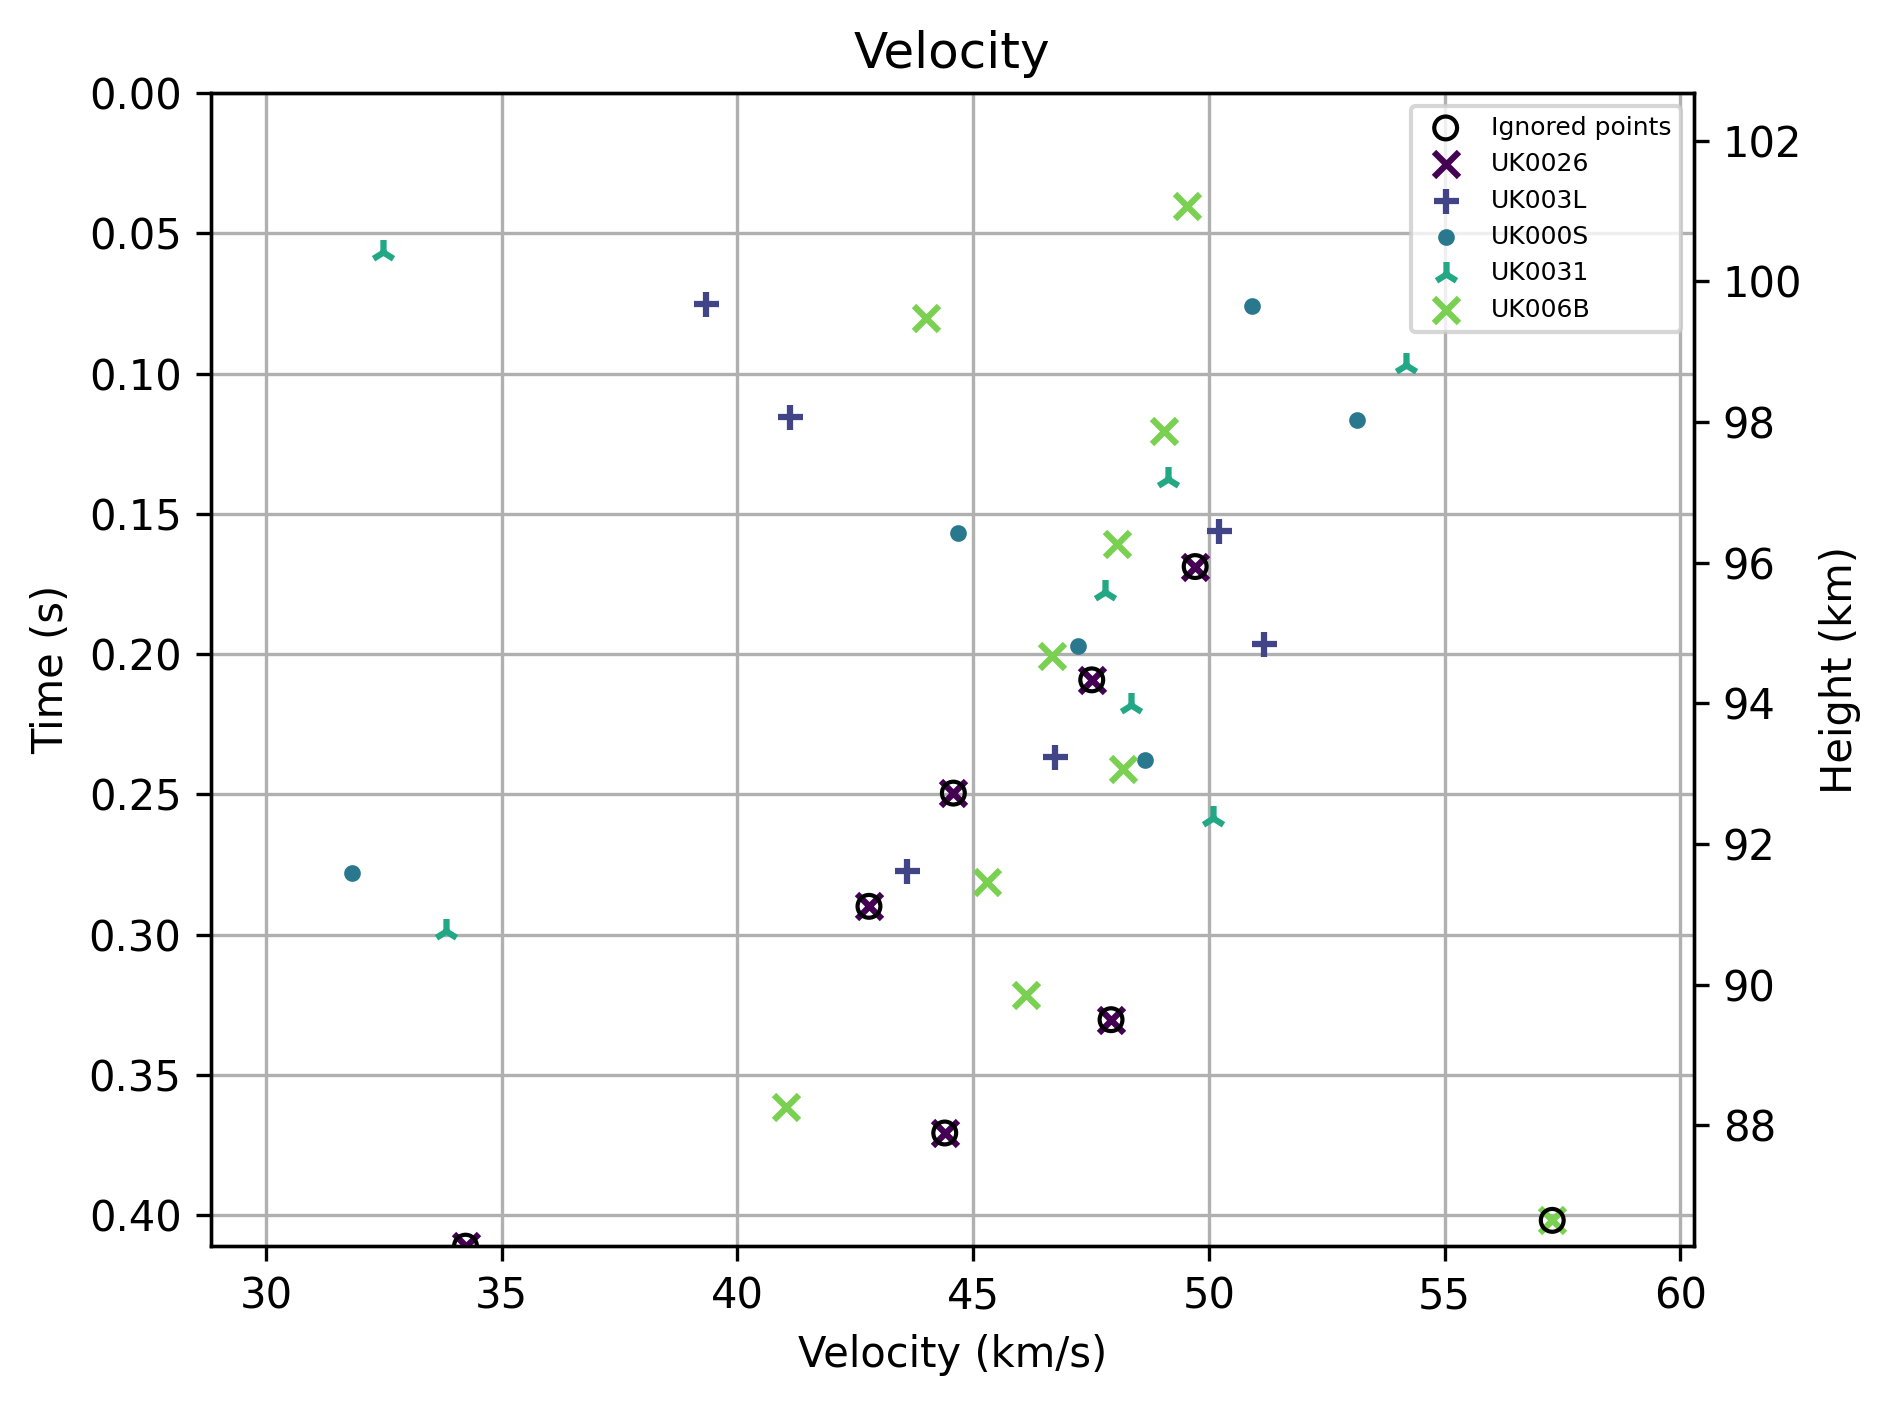 Velocity
0.00
0.05
0.10
0.15
0.20
0.25
0.30
0.35
0.40
Time (s)
30 35 40 45 50 55 60
Velocity (km/s)
102
100
98
96
94
92
90
88
Height (km)
Ignored points
UK0026
UK003L
UK000S
UK0031
UK006B